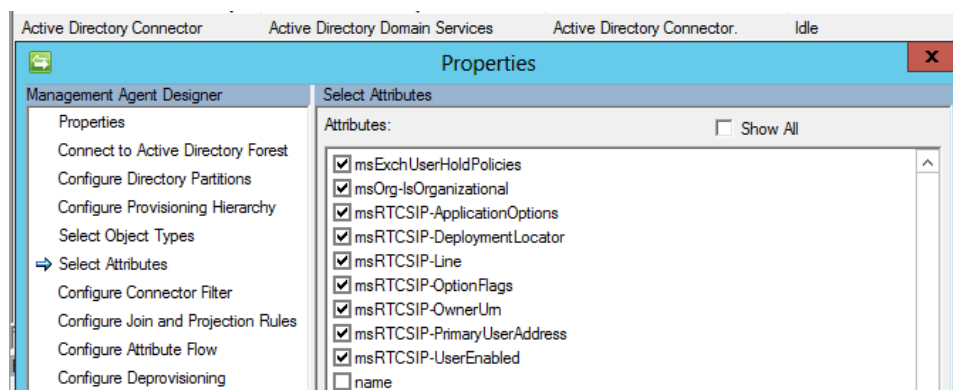 Active Directory Connector Active Directory Domain Services Active Directory Connector. Idle
Properties
x
Management Agent Designer
Properties
Connect to Active Directory Forest
Configure Directory Partitions
Configure Provisioning Hierarchy
Select Object Types
Select Attributes
Configure Connector Filter
Configure Join and Projection Rules
Configure Attribute Flow
Configure Deprovisioning
Select Attributes
Attributes: Show All
msExchUserHoldPolicies
msOrg-IsOrganizational
msRTCSIP-ApplicationOptions
msRTCSIP-DeploymentLocator
msRTCSIP-Line
msRTCSIP-OptionFlags
msRTCSIP-OwnerUrn
msRTCSIP-PrimaryUserAddress
msRTCSIP-UserEnabled
name